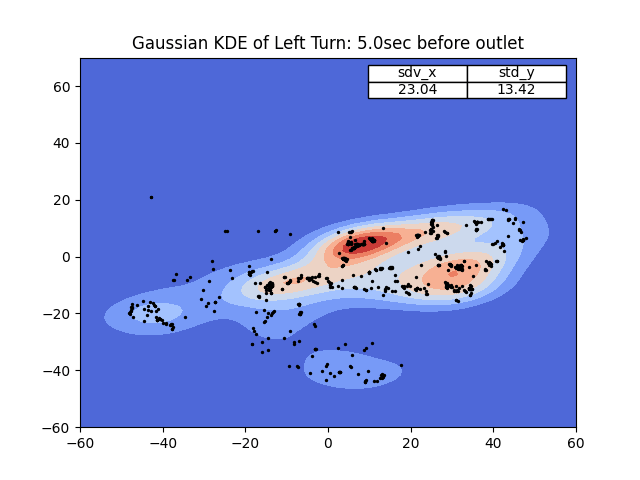 Gaussian KDE of Left Turn: 5.0sec before outlet
sdv_x std_y
23.04 13.42
60
40
20
0
−20
−40
−60
−60 −40 −20 0 20 40 60